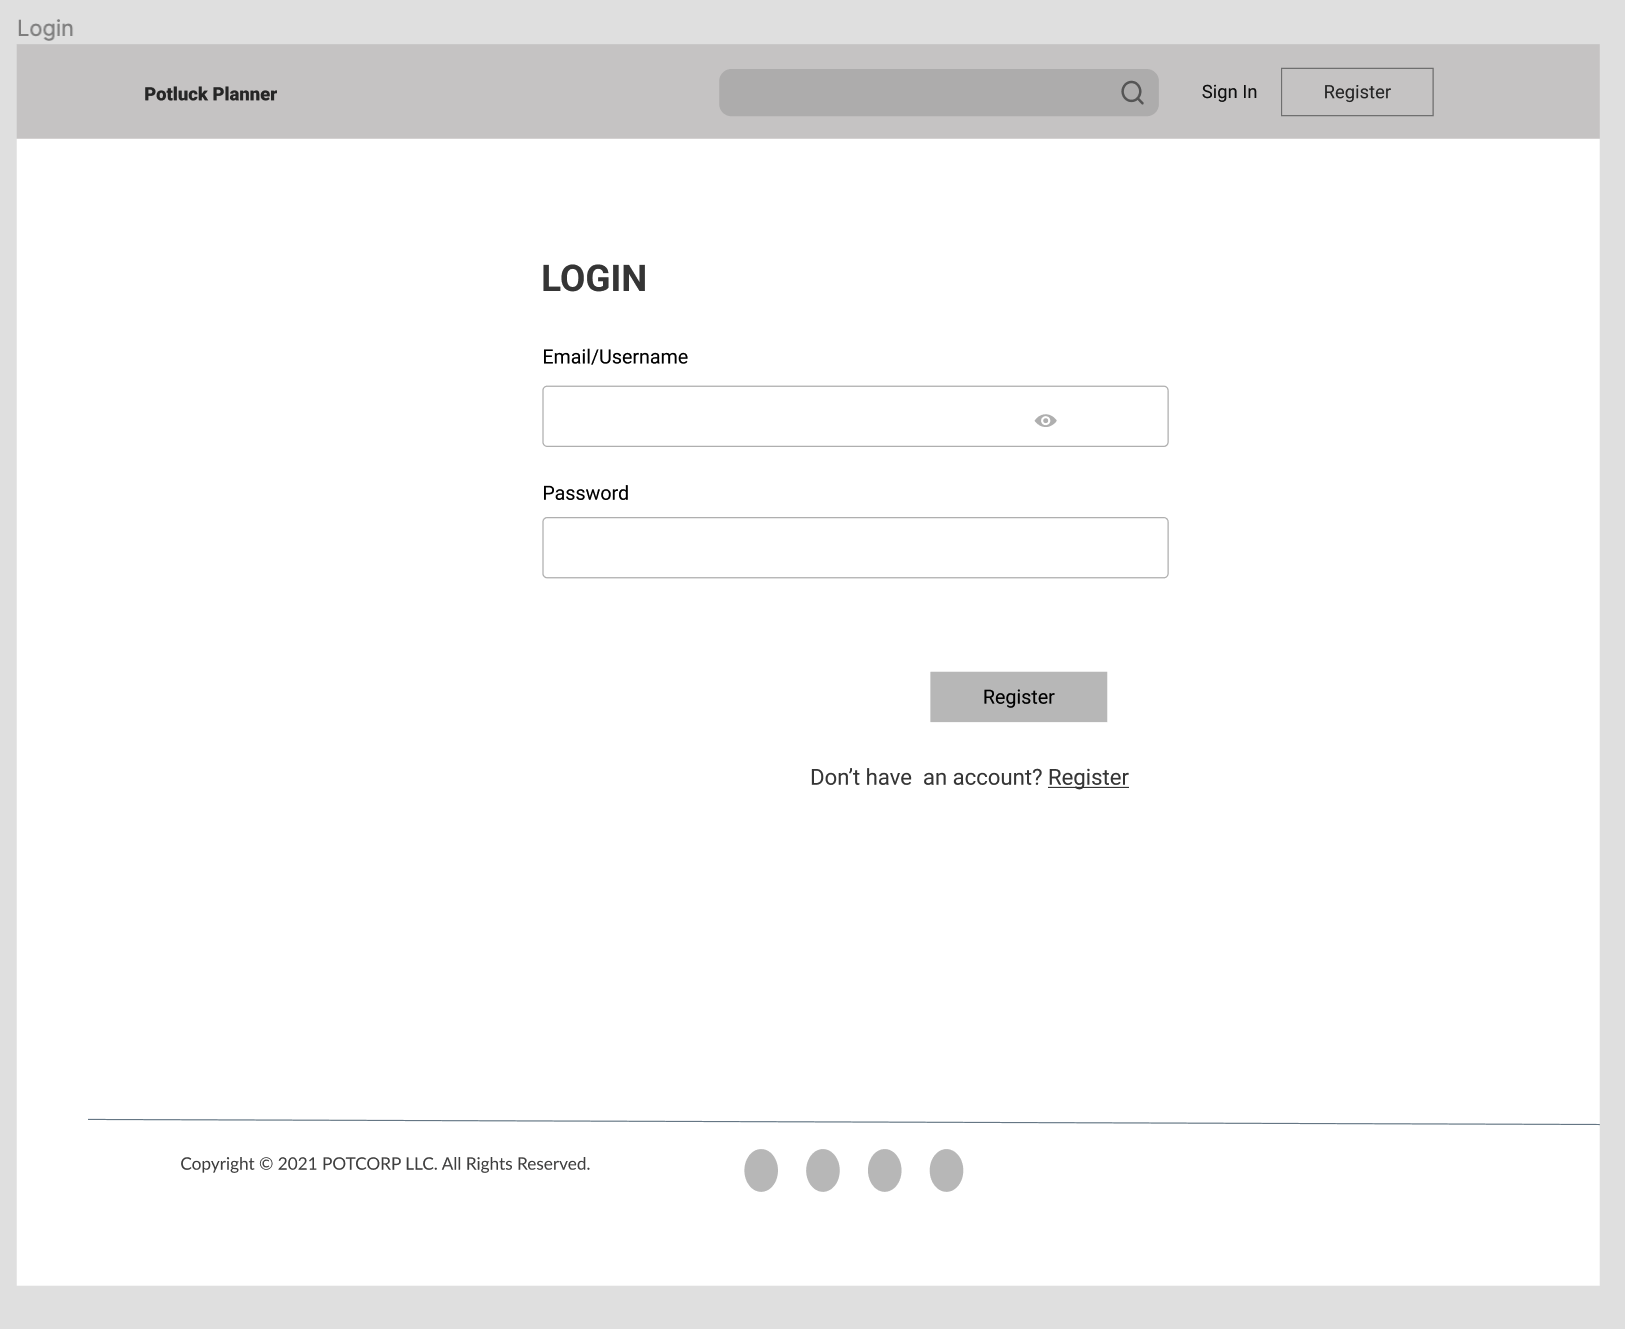 Login
Potluck Planner
Sign In
Register
LOGIN
Email/Username
Password
Register
Don’t have  an account? Register
Copyright © 2021 POTCORP LLC. All Rights Reserved.